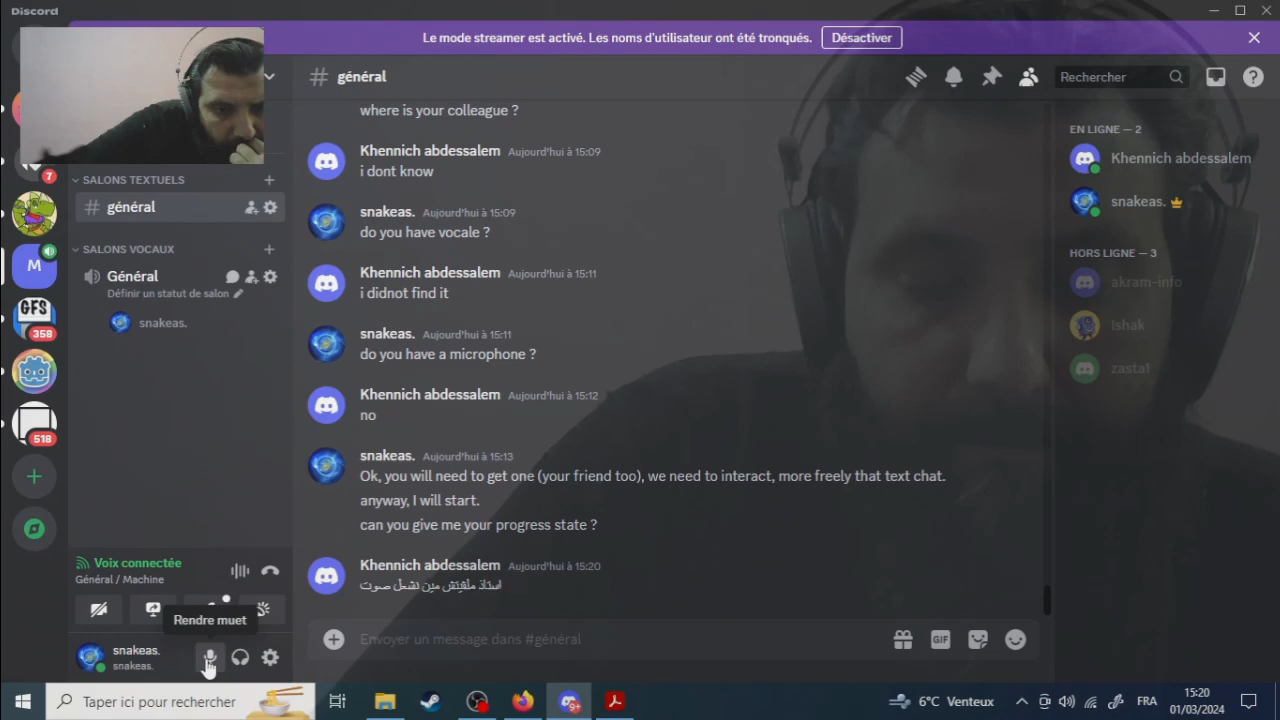 Discord
Le mode streamer est activé. Les noms d'utilisateur ont été tronqués.
Désactiver
général
Rechercher
SALONS TEXTUELS
général
SALONS VOCAUX
Général
Définir un statut de salon
snakeas.
7
M
GFS
358
518
where is your colleague ?
Khennich abdessalem Aujourd'hui à 15:09
i dont know
snakeas. Aujourd'hui à 15:09
do you have vocale ?
Khennich abdessalem Aujourd'hui à 15:11
i didnot find it
snakeas. Aujourd'hui à 15:11
do you have a microphone ?
Khennich abdessalem Aujourd'hui à 15:12
no
snakeas. Aujourd'hui à 15:13
Ok, you will need to get one (your friend too), we need to interact, more freely that text chat.
anyway, I will start.
can you give me your progress state ?
Khennich abdessalem Aujourd'hui à 15:20
استاذ ملقيتش مين نشعل صوت
Envoyer un message dans #général
GIF
EN LIGNE — 2
Khennich abdessalem
snakeas.
HORS LIGNE — 3
akram-info
Ishak
zasta1
Voix connectée
Général / Machine
Rendre muet
snakeas.
snakeas.
Taper ici pour rechercher
9+
6°C Venteux
FRA
15:20
01/03/2024